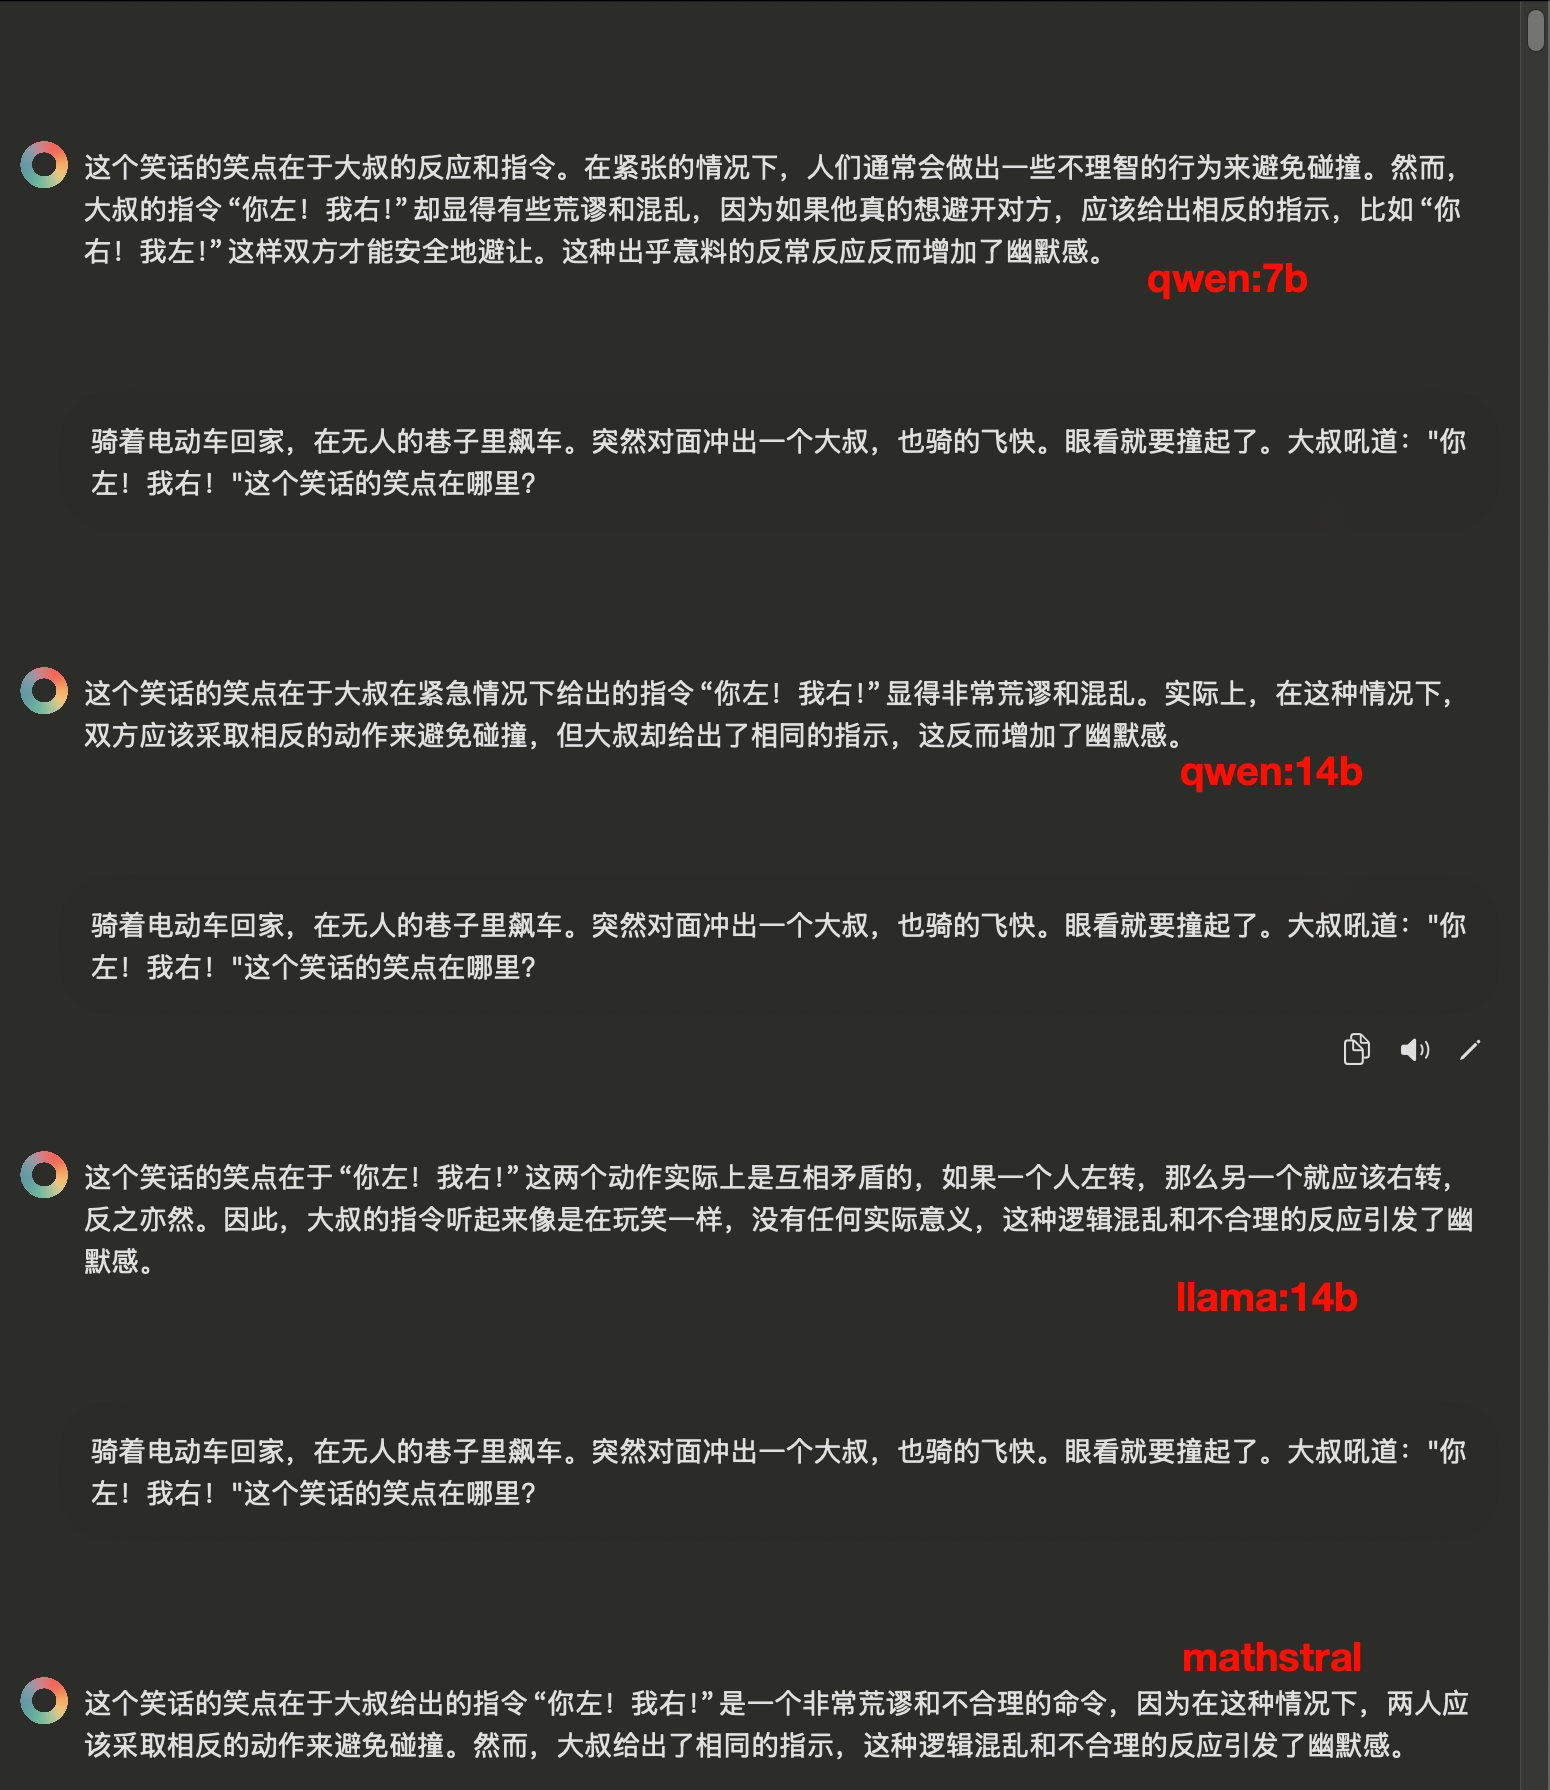 这个笑话的笑点在于大叔的反应和指令。在紧张的情况下，人们通常会做出一些不理智的行为来避免碰撞。然而，
大叔的指令“你左！我右！”却显得有些荒谬和混乱，因为如果他真的想避开对方，应该给出相反的指示，比如“你
右！我左！”这样双方才能安全地避让。这种出乎意料的反常反应反而增加了幽默感。
qwen:7b
骑着电动车回家，在无人的巷子里飙车。突然对面冲出一个大叔，也骑的飞快。眼看就要撞起了。大叔吼道："你
左！我右！"这个笑话的笑点在哪里?
这个笑话的笑点在于大叔在紧急情况下给出的指令“你左！我右！”显得非常荒谬和混乱。实际上，在这种情况下，
双方应该采取相反的动作来避免碰撞，但大叔却给出了相同的指示，这反而增加了幽默感。
qwen:14b
骑着电动车回家，在无人的巷子里飙车。突然对面冲出一个大叔，也骑的飞快。眼看就要撞起了。大叔吼道："你
左！我右！"这个笑话的笑点在哪里?
这个笑话的笑点在于“你左！我右！”这两个动作实际上是互相矛盾的，如果一个人左转，那么另一个就应该右转，
反之亦然。因此，大叔的指令听起来像是在玩笑一样，没有任何实际意义，这种逻辑混乱和不合理的反应引发了幽
默感。
llama:14b
骑着电动车回家，在无人的巷子里飙车。突然对面冲出一个大叔，也骑的飞快。眼看就要撞起了。大叔吼道："你
左！我右！"这个笑话的笑点在哪里?
mathstral
这个笑话的笑点在于大叔给出的指令“你左！我右！”是一个非常荒谬和不合理的命令，因为在这种情况下，两人应
该采取相反的动作来避免碰撞。然而，大叔给出了相同的指示，这种逻辑混乱和不合理的反应引发了幽默感。